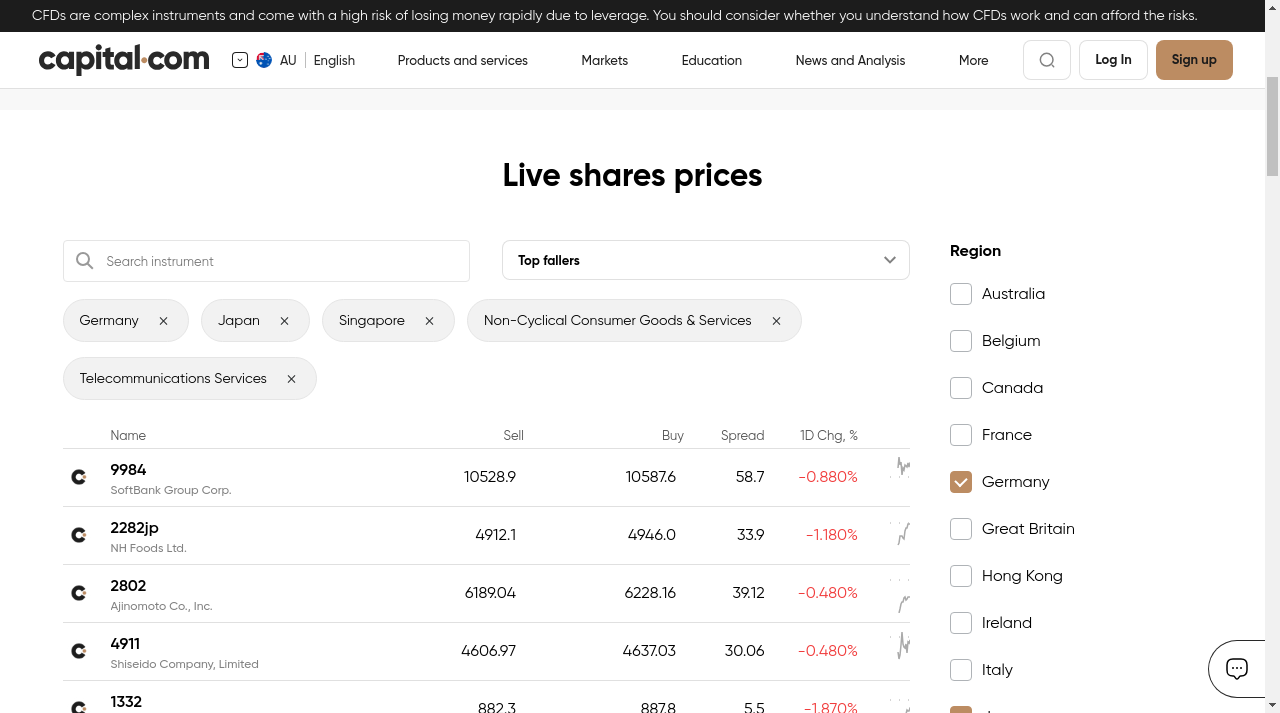 CFDs are complex instruments and come with a high risk of losing money rapidly due to leverage. You should consider whether you understand how CFDs work and can afford the risks.
capital.com AU English Products and services Markets Education News and Analysis More Log In Sign up
Live shares prices
Search instrument Top fallers
Germany Japan Singapore Non-Cyclical Consumer Goods & Services
Telecommunications Services
Name Sell Buy Spread 1D Chg, %
9984 10528.9 10587.6 58.7 -0.880%
SoftBank Group Corp.
2282jp 4912.1 4946.0 33.9 -1.180%
NH Foods Ltd.
2802 6189.04 6228.16 39.12 -0.480%
Ajinomoto Co., Inc.
4911 4606.97 4637.03 30.06 -0.480%
Shiseido Company, Limited
1332 882.3 887.8 5.5 -1.870%
Region
Australia
Belgium
Canada
France
Germany
Great Britain
Hong Kong
Ireland
Italy